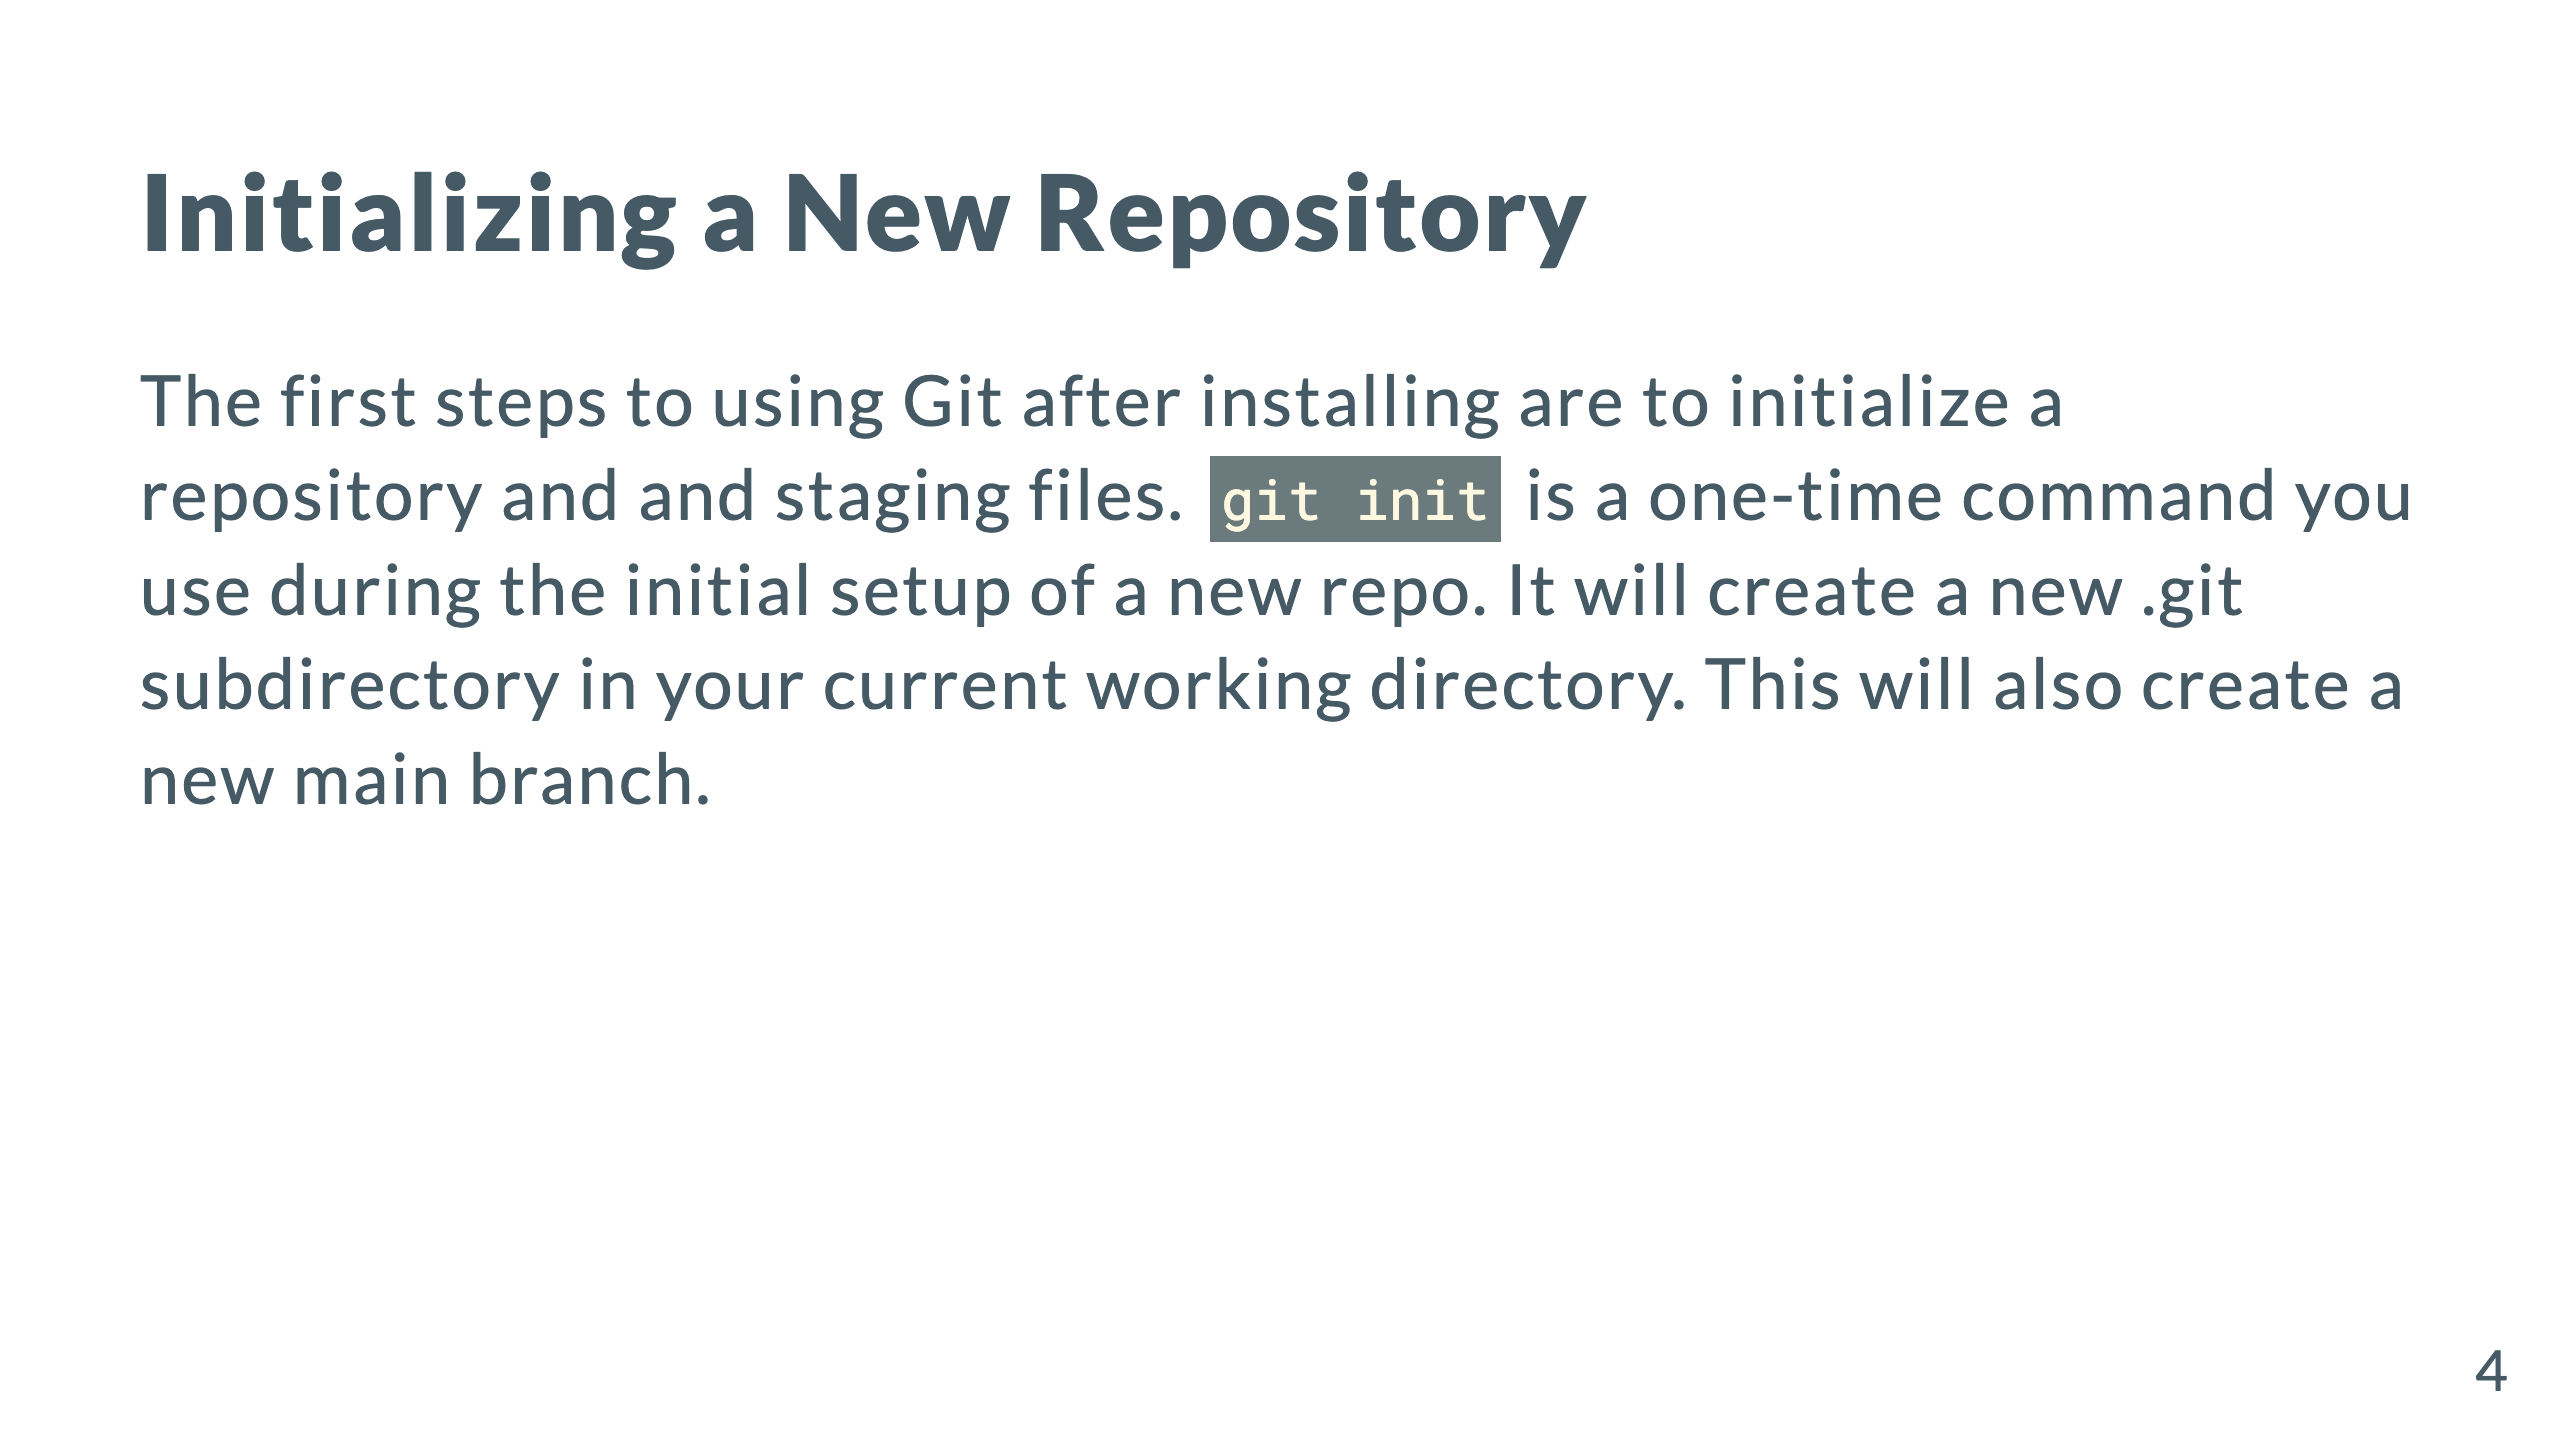 Initializing a New Repository
The first steps to using Git after installing are to initialize a
repository and and staging files. git init is a one-time command you
use during the initial setup of a new repo. It will create a new .git
subdirectory in your current working directory. This will also create a
new main branch.
4